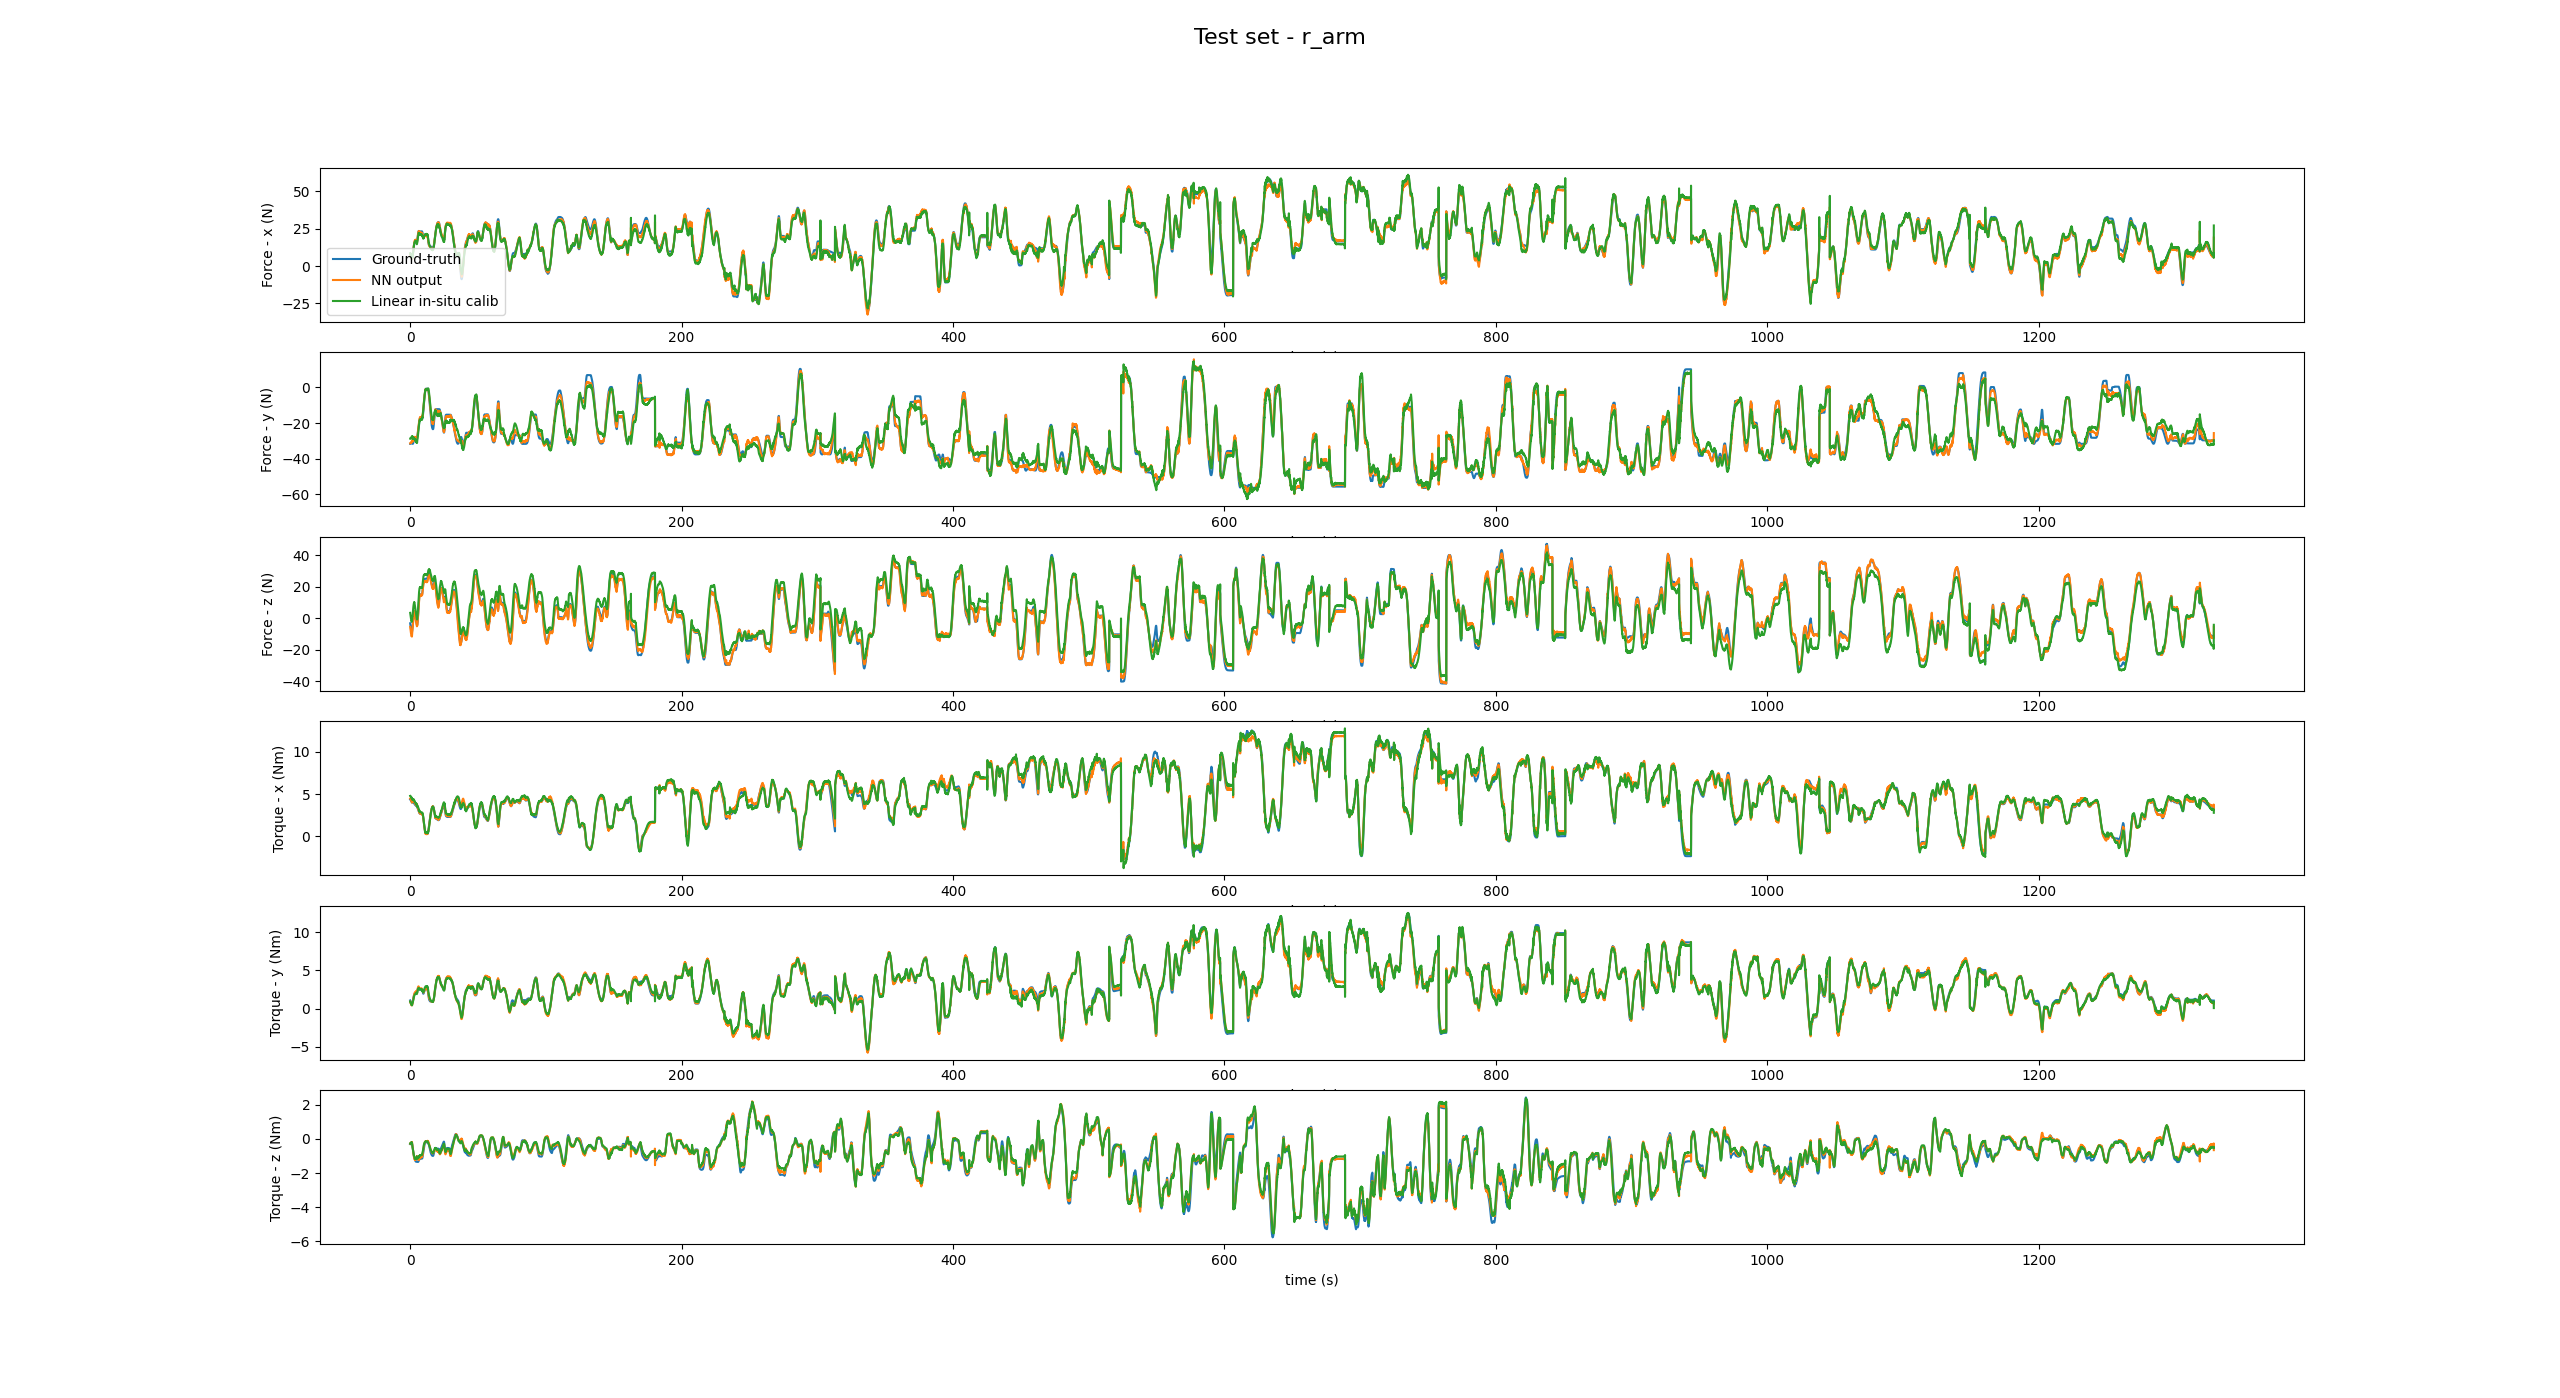 Test set - r_arm
Force - x (N)
50
25
0
−25
Ground-truth
NN output
Linear in-situ calib
0 200 400 600 800 1000 1200
Force - y (N)
0
−20
−40
−60
0 200 400 600 800 1000 1200
Force - z (N)
40
20
0
−20
−40
0 200 400 600 800 1000 1200
Torque - x (Nm)
10
5
0
0 200 400 600 800 1000 1200
Torque - y (Nm)
10
5
0
−5
0 200 400 600 800 1000 1200
Torque - z (Nm)
2
0
−2
−4
−6
0 200 400 600 800 1000 1200
time (s)